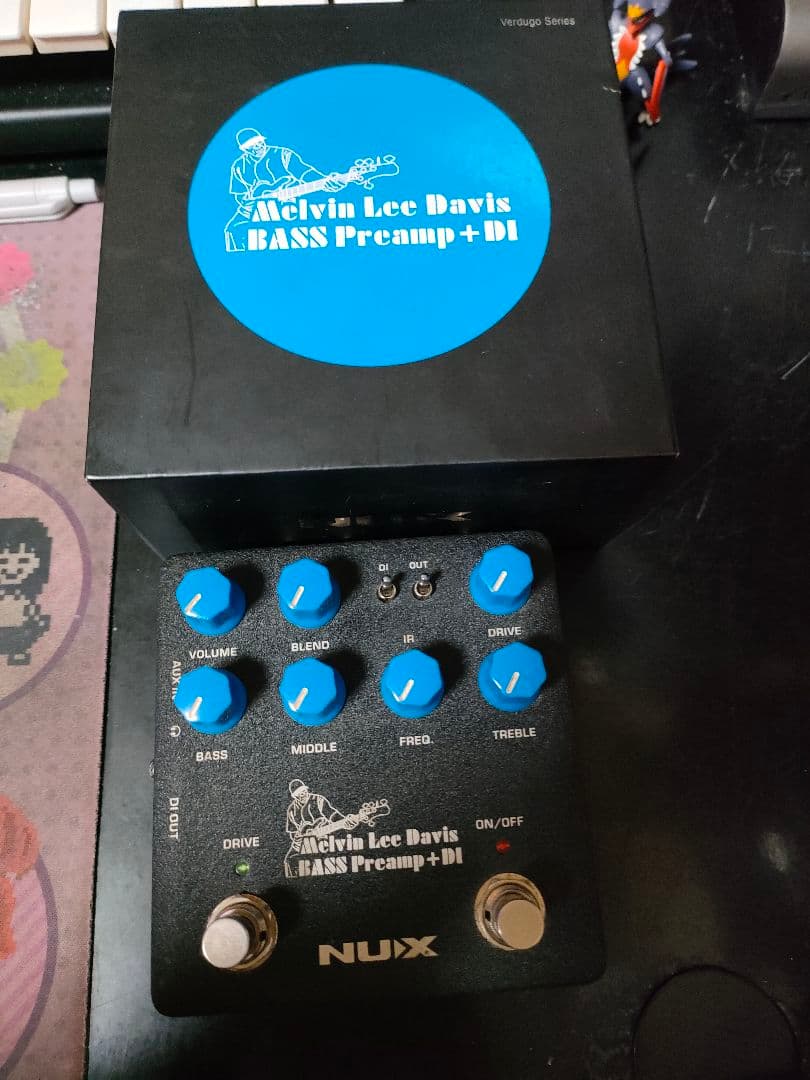 Verdugo Series
Melvin Lee Davis
BASS Preamp+DI
NUX
DI OUT
VOLUME
BLEND
IR
DRIVE
AUX IN
BASS
MIDDLE
FREQ.
TREBLE
DI OUT
DRIVE
ON/OFF
Melvin Lee Davis
BASS Preamp+DI
NUX